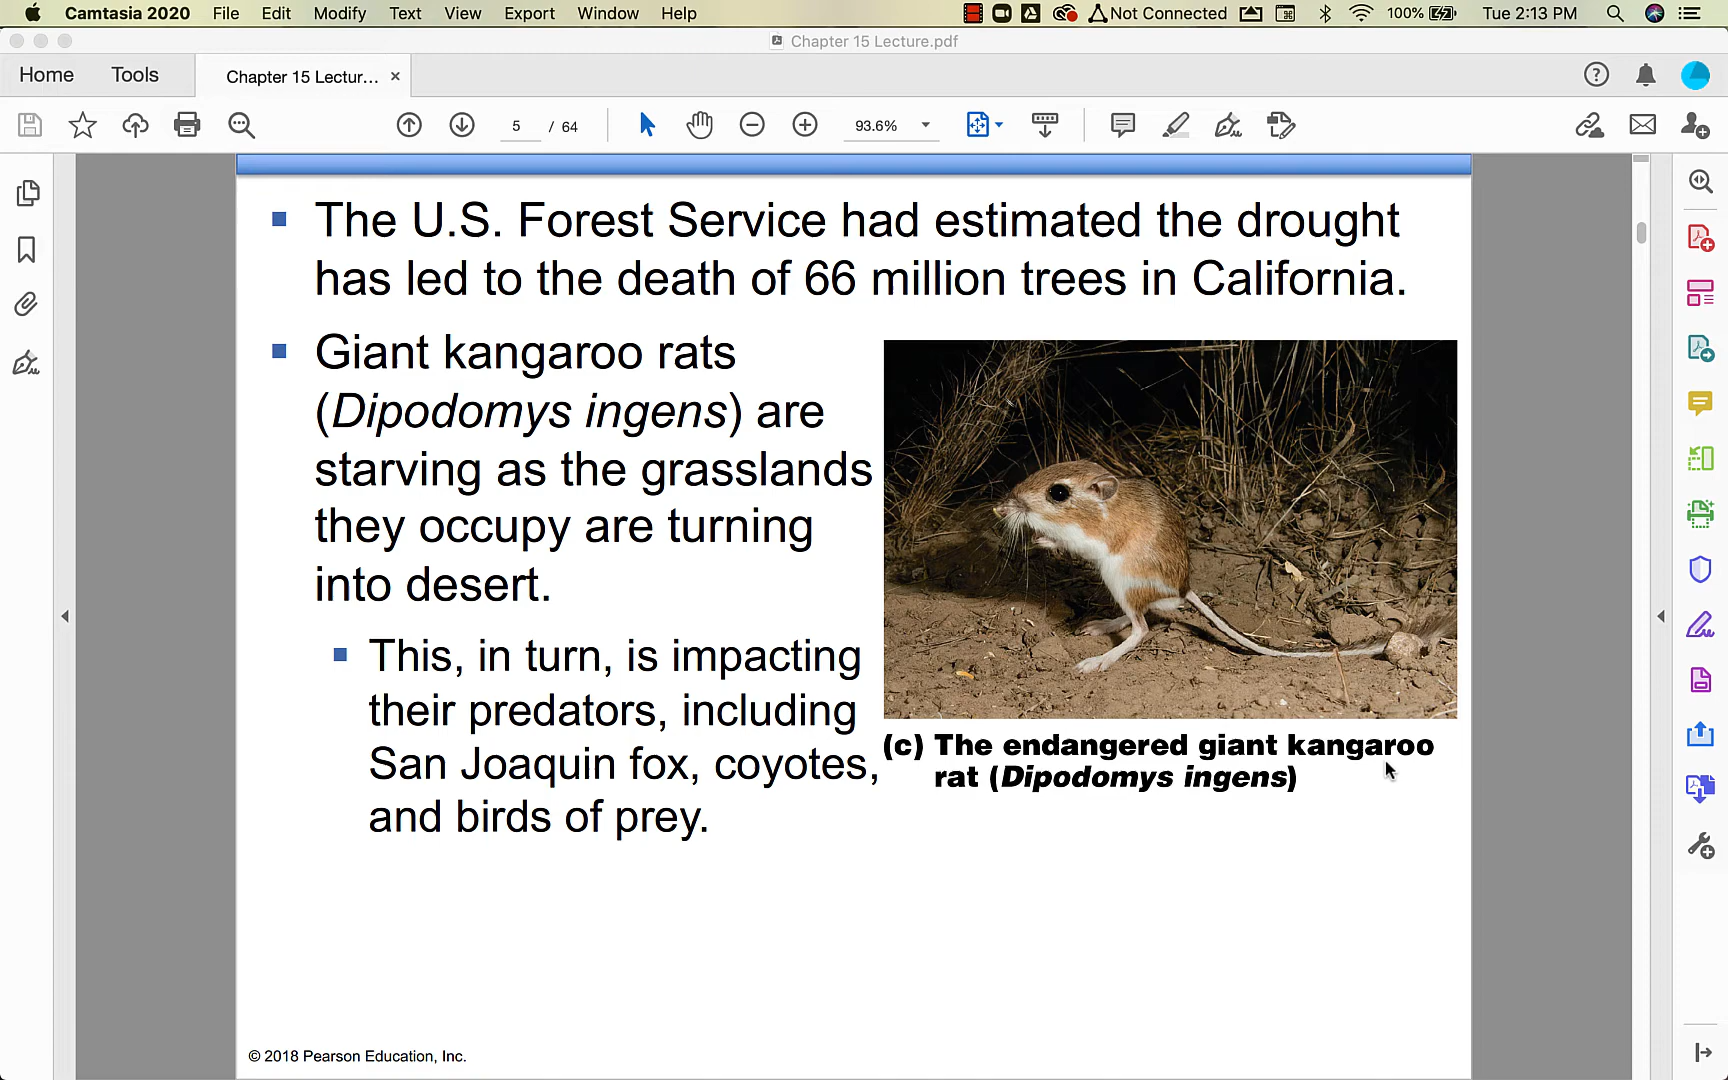 Camtasia 2020 File Edit Modify Text View Export Window Help Not Connected 100% Tue 2:13 PM
Chapter 15 Lecture.pdf
Home Tools Chapter 15 Lectur... ×
5 / 64 93.6%
The U.S. Forest Service had estimated the drought
has led to the death of 66 million trees in California.
Giant kangaroo rats
(Dipodomys ingens) are
starving as the grasslands
they occupy are turning
into desert.
This, in turn, is impacting
their predators, including
San Joaquin fox, coyotes,
and birds of prey.
(c) The endangered giant kangaroo
rat (Dipodomys ingens)
© 2018 Pearson Education, Inc.